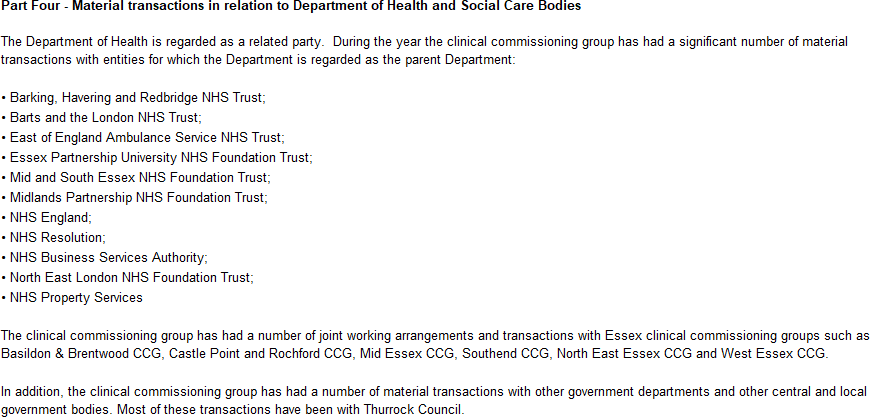 Part Four - Material transactions in relation to Department of Health and Social Care Bodies
The Department of Health is regarded as a related party.  During the year the clinical commissioning group has had a significant number of material
transactions with entities for which the Department is regarded as the parent Department:
• Barking, Havering and Redbridge NHS Trust;
• Barts and the London NHS Trust;
• East of England Ambulance Service NHS Trust;
• Essex Partnership University NHS Foundation Trust;
• Mid and South Essex NHS Foundation Trust;
• Midlands Partnership NHS Foundation Trust;
• NHS England;
• NHS Resolution;
• NHS Business Services Authority;
• North East London NHS Foundation Trust;
• NHS Property Services
The clinical commissioning group has had a number of joint working arrangements and transactions with Essex clinical commissioning groups such as
Basildon & Brentwood CCG, Castle Point and Rochford CCG, Mid Essex CCG, Southend CCG, North East Essex CCG and West Essex CCG.
In addition, the clinical commissioning group has had a number of material transactions with other government departments and other central and local
government bodies. Most of these transactions have been with Thurrock Council.